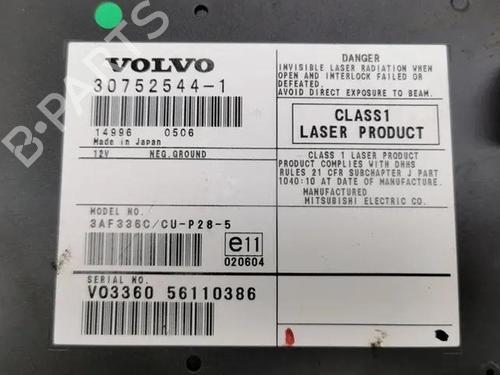 VOLVO
30752544-1
14996 0506
Made in Japan
12V NEG.GROUND
MODEL NO.
3AF336C/CU-P28-5
e11
020604
SERIAL NO.
VO3360 56110386
DANGER
INVISIBLE LASER RADIATION WHEN
OPEN AND INTERLOCK FAILED OR
DEFEATED.
AVOID DIRECT EXPOSURE TO BEAM.
CLASS1
LASER PRODUCT
CLASS 1 LASER PRODUCT
PRODUCT COMPLIES WITH DHHS
RULES 21 CFR SUBCHAPTER J PART
1040:10 AT DATE OF MANUFACTURE.
MANUFACTURED
MITSUBISHI ELECTRIC CO.
B-PARTS